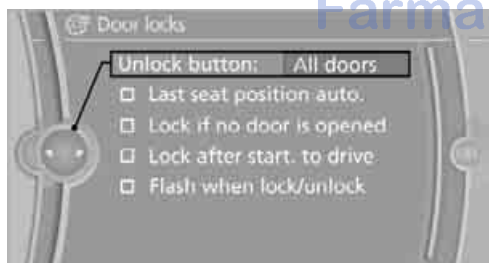 Farma
Door locks
Unlock button: All doors
Last seat position auto.
Lock if no door is opened
Lock after start. to drive
Flash when lock/unlock